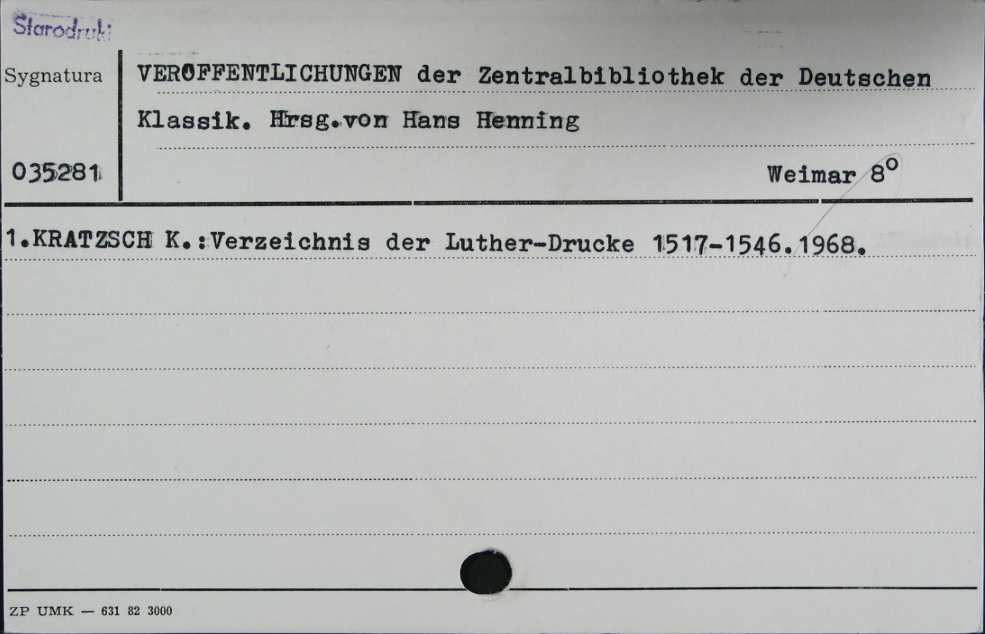 Starodruki
Sygnatura
VEROFFENTLICHUNGEN der Zentralbibliothek der Deutschen
Klassik. Hrsg.von Hans Henning
035281
Weimar 8°
1.KRATZSCH K.:Verzeichnis der Luther-Drucke 1517-1546.1968.
ZP UMK — 631 82 3000